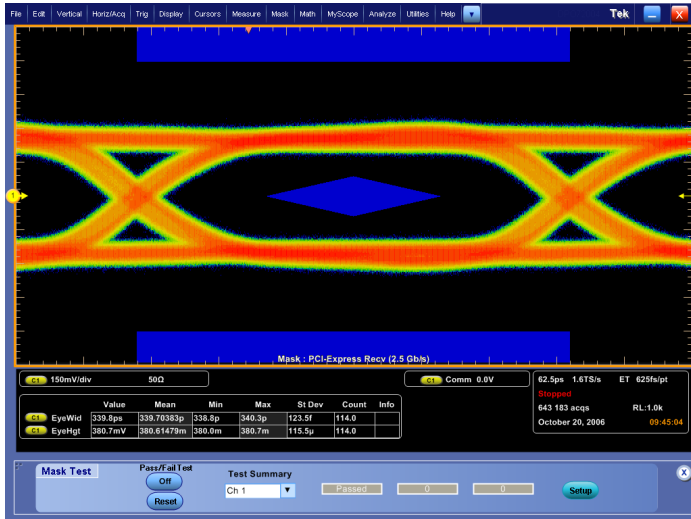 File Edit Vertical Horiz/Acq Trig Display Cursors Measure Mask Math MyScope Analyze Utilities Help Tek X
Mask : PCI-Express Recv (2.5 Gb/s)
C1 150mV/div 50Ω
C1 Comm 0.0V
62.5ps 1.6TS/s ET 625fs/pt
Stopped
643 183 acqs RL:1.0k
October 20, 2006 09:45:04
Value Mean Min Max St Dev Count Info
C1 EyeWid 339.8ps 339.70383p 338.8p 340.3p 123.5f 114.0
C1 EyeHgt 380.7mV 380.61479m 380.0m 380.7m 115.5µ 114.0
Mask Test
Pass/Fail Test
Off
Reset
Test Summary
Ch 1
Passed 0 0
Setup
X